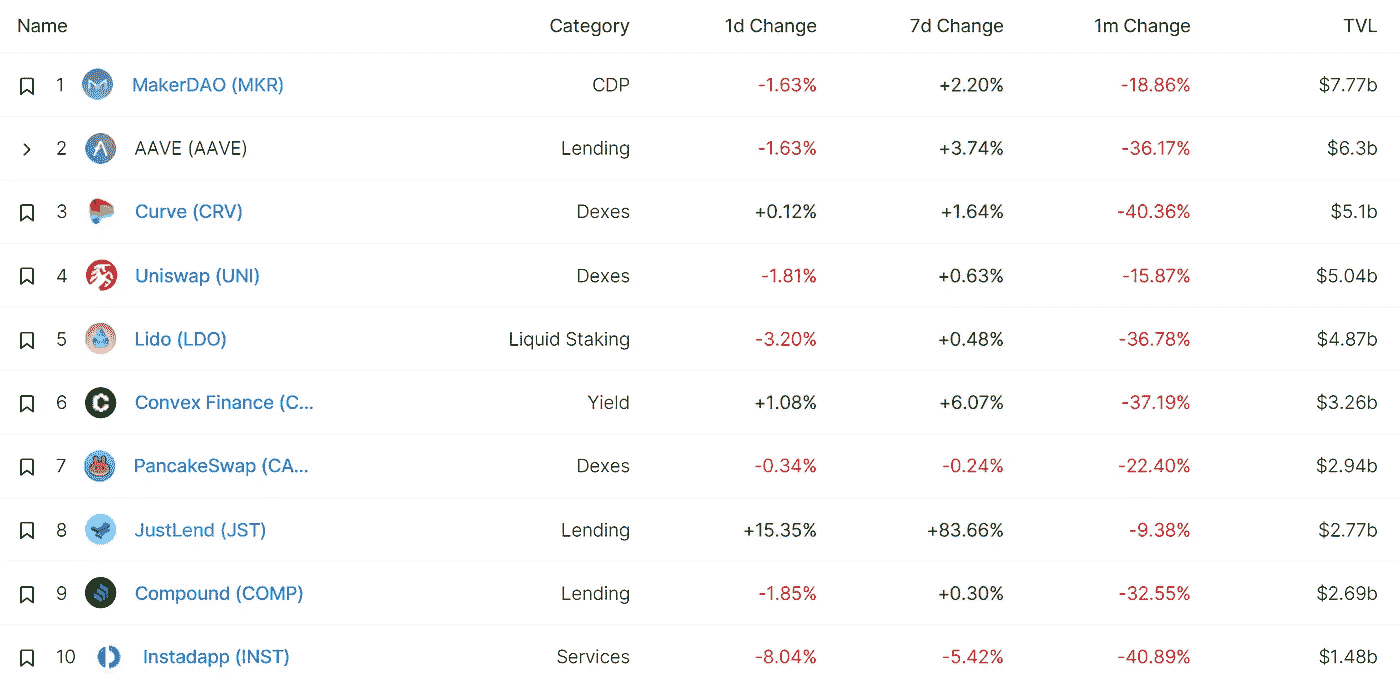 Name Category 1d Change 7d Change 1m Change TVL
1 MakerDAO (MKR) CDP -1.63% +2.20% -18.86% $7.77b
2 AAVE (AAVE) Lending -1.63% +3.74% -36.17% $6.3b
3 Curve (CRV) Dexes +0.12% +1.64% -40.36% $5.1b
4 Uniswap (UNI) Dexes -1.81% +0.63% -15.87% $5.04b
5 Lido (LDO) Liquid Staking -3.20% +0.48% -36.78% $4.87b
6 Convex Finance (C... Yield +1.08% +6.07% -37.19% $3.26b
7 PancakeSwap (CA... Dexes -0.34% -0.24% -22.40% $2.94b
8 JustLend (JST) Lending +15.35% +83.66% -9.38% $2.77b
9 Compound (COMP) Lending -1.85% +0.30% -32.55% $2.69b
10 Instadapp (INST) Services -8.04% -5.42% -40.89% $1.48b